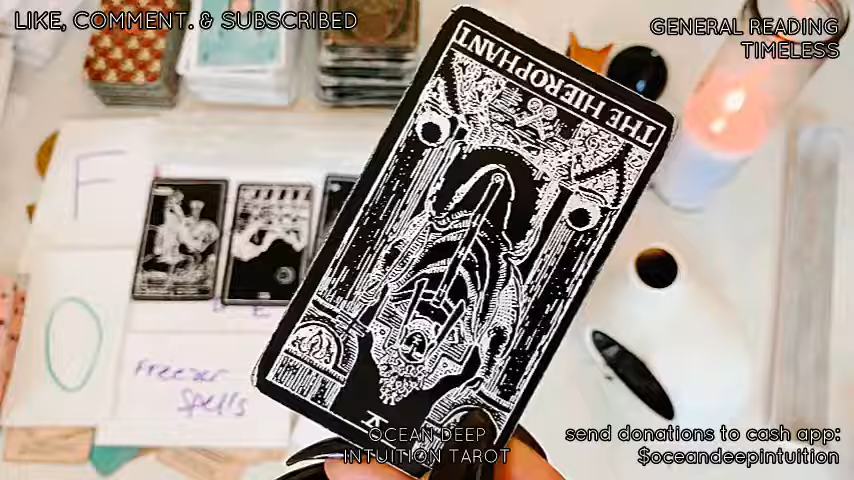 LIKE, COMMENT. & SUBSCRIBED
GENERAL READING
TIMELESS
THE HIEROPHANT
F
Freezer
Spells
V
OCEAN DEEP
INTUITION TAROT
send donations to cash app:
$oceandeepintuition